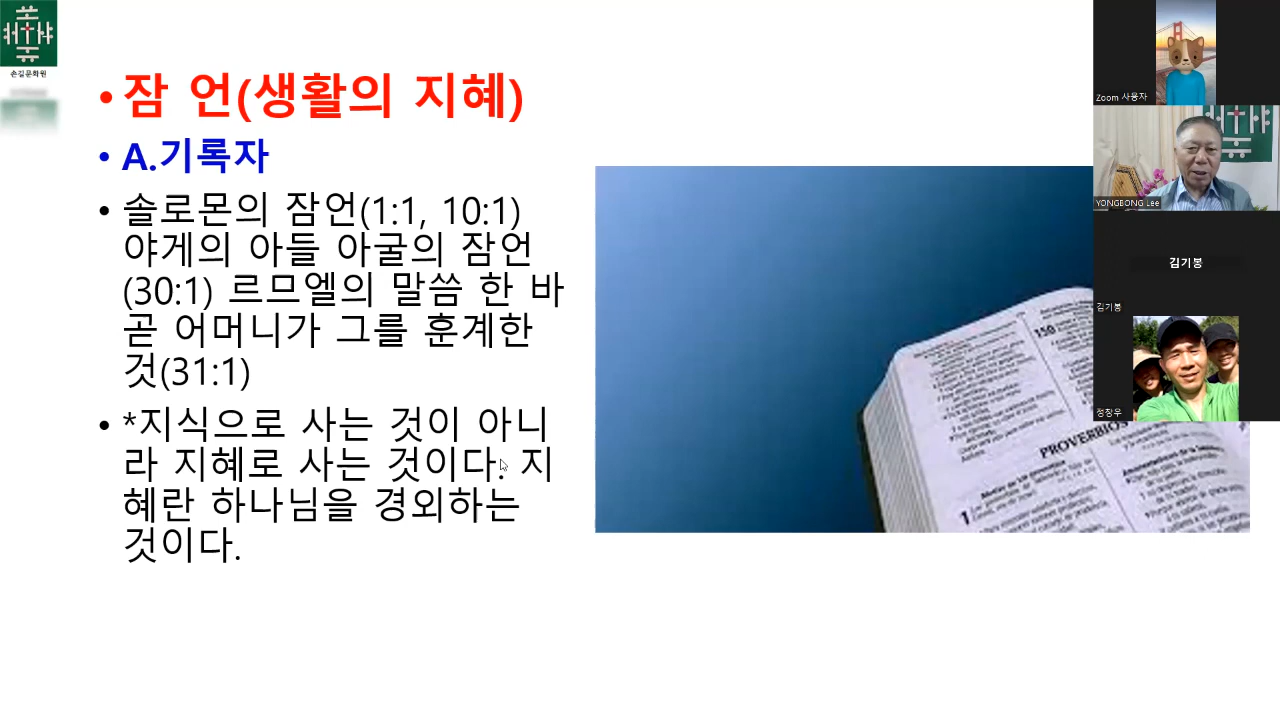 손길문화원
• 잠 언(생활의 지혜)
• A.기록자
• 솔로몬의 잠언(1:1, 10:1)
야게의 아들 아굴의 잠언
(30:1) 르므엘의 말씀 한 바
곧 어머니가 그를 훈계한
것(31:1)
• *지식으로 사는 것이 아니
라 지혜로 사는 것이다. 지
혜란 하나님을 경외하는
것이다.
150
PROVERBIOS
1
Zoom 사용자
YONGBONG Lee
김기봉
김기봉
정창우